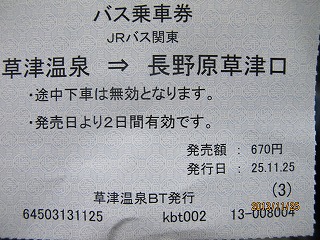 バス乗車券
JRバス関東
草津温泉 ⇒ 長野原草津口
・途中下車は無効となります。
・発売日より2日間有効です。
発売額： 670円
発行日： 25.11.25
(3)
草津温泉BT発行
2013/11/25
64503131125 kbt002 13-008004